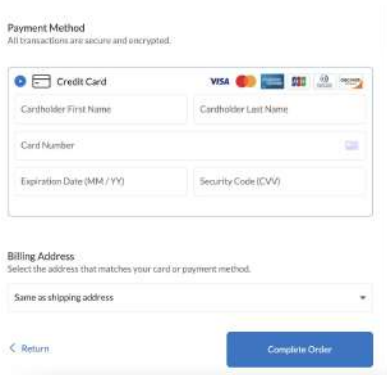 Payment Method
All transactions are secure and encrypted.
Credit Card VISA
Cardholder First Name Cardholder Last Name
Card Number
Expiration Date (MM / YY) Security Code (CVV)
Billing Address
Select the address that matches your card or payment method.
Same as shipping address
Return Complete Order